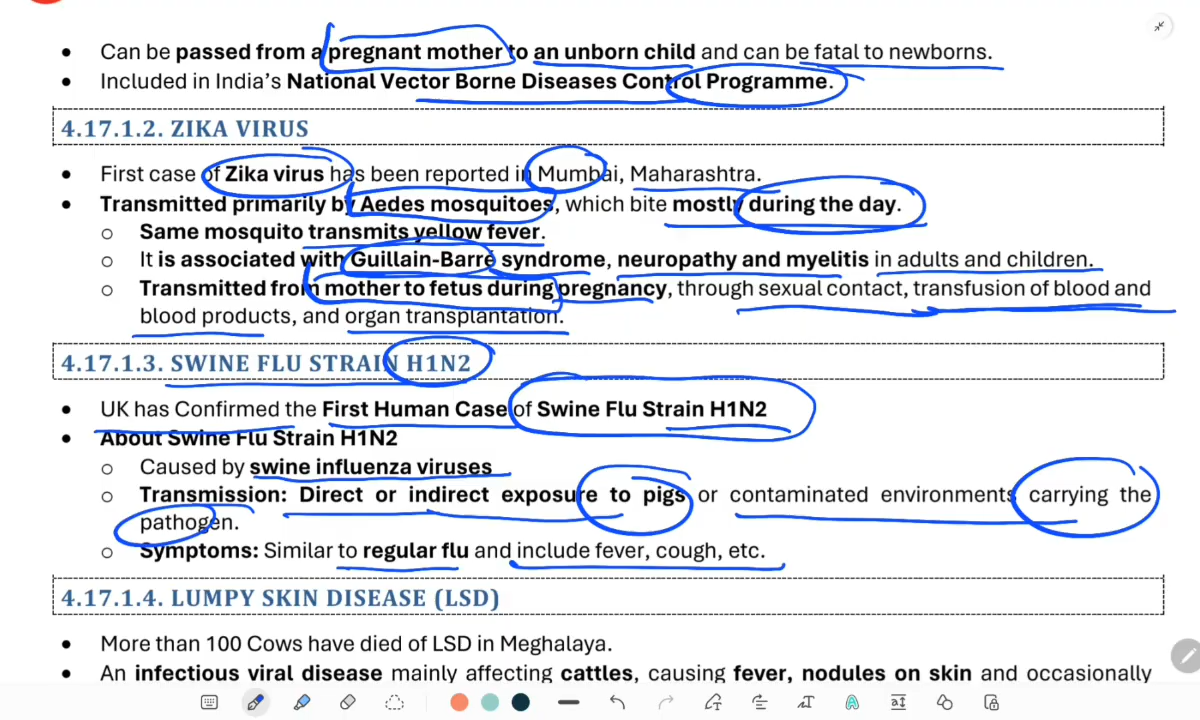 • Can be passed from a pregnant mother to an unborn child and can be fatal to newborns.
• Included in India's National Vector Borne Diseases Control Programme.
4.17.1.2. ZIKA VIRUS
• First case of Zika virus has been reported in Mumbai, Maharashtra.
• Transmitted primarily by Aedes mosquitoes, which bite mostly during the day.
o Same mosquito transmits yellow fever.
o It is associated with Guillain-Barré syndrome, neuropathy and myelitis in adults and children.
o Transmitted from mother to fetus during pregnancy, through sexual contact, transfusion of blood and
blood products, and organ transplantation.
4.17.1.3. SWINE FLU STRAIN H1N2
• UK has Confirmed the First Human Case of Swine Flu Strain H1N2
• About Swine Flu Strain H1N2
o Caused by swine influenza viruses
o Transmission: Direct or indirect exposure to pigs or contaminated environments carrying the
pathogen.
o Symptoms: Similar to regular flu and include fever, cough, etc.
4.17.1.4. LUMPY SKIN DISEASE (LSD)
• More than 100 Cows have died of LSD in Meghalaya.
• An infectious viral disease mainly affecting cattles, causing fever, nodules on skin and occasionally